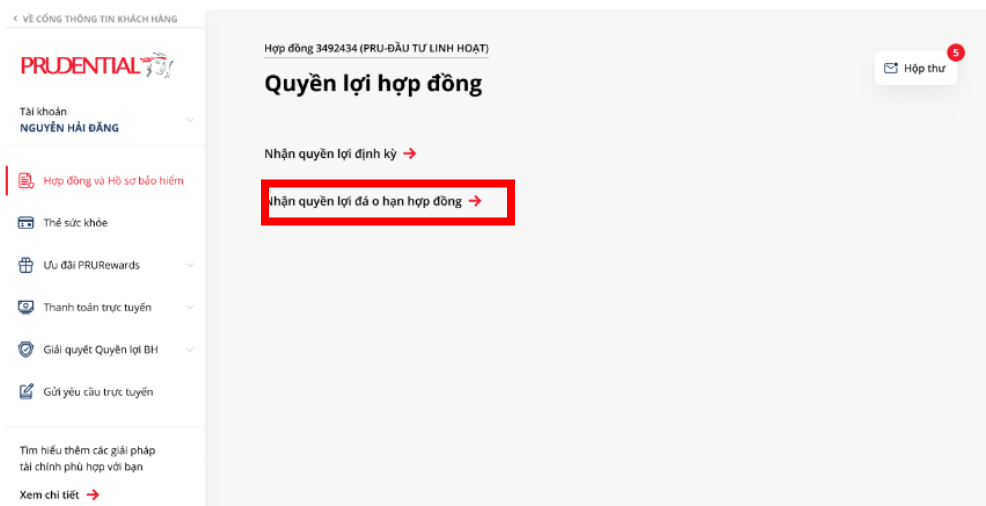 VỀ CỔNG THÔNG TIN KHÁCH HÀNG
PRUDENTIAL
Tài khoản
NGUYỄN HẢI ĐĂNG
Hợp đồng và Hồ sơ bảo hiểm
Thẻ sức khỏe
Ưu đãi PRURewards
Thanh toán trực tuyến
Giải quyết Quyền lợi BH
Gửi yêu cầu trực tuyến
Tìm hiểu thêm các giải pháp
tài chính phù hợp với bạn
Xem chi tiết
Hợp đồng 3492434 (PRU-ĐẦU TƯ LINH HOẠT)
Quyền lợi hợp đồng
5
Hộp thư
Nhận quyền lợi định kỳ
Nhận quyền lợi đá o hạn hợp đồng